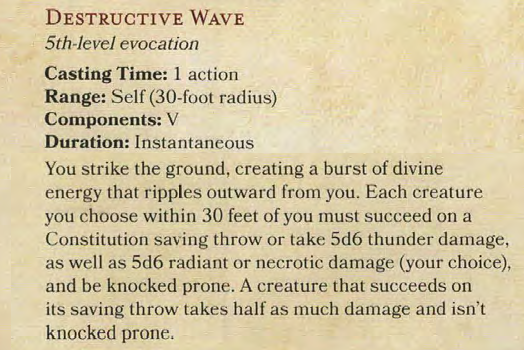 DESTRUCTIVE WAVE
5th-level evocation
Casting Time: 1 action
Range: Self (30-foot radius)
Components: V
Duration: Instantaneous
You strike the ground, creating a burst of divine
energy that ripples outward from you. Each creature
you choose within 30 feet of you must succeed on a
Constitution saving throw or take 5d6 thunder damage,
as well as 5d6 radiant or necrotic damage (your choice),
and be knocked prone. A creature that succeeds on
its saving throw takes half as much damage and isn't
knocked prone.